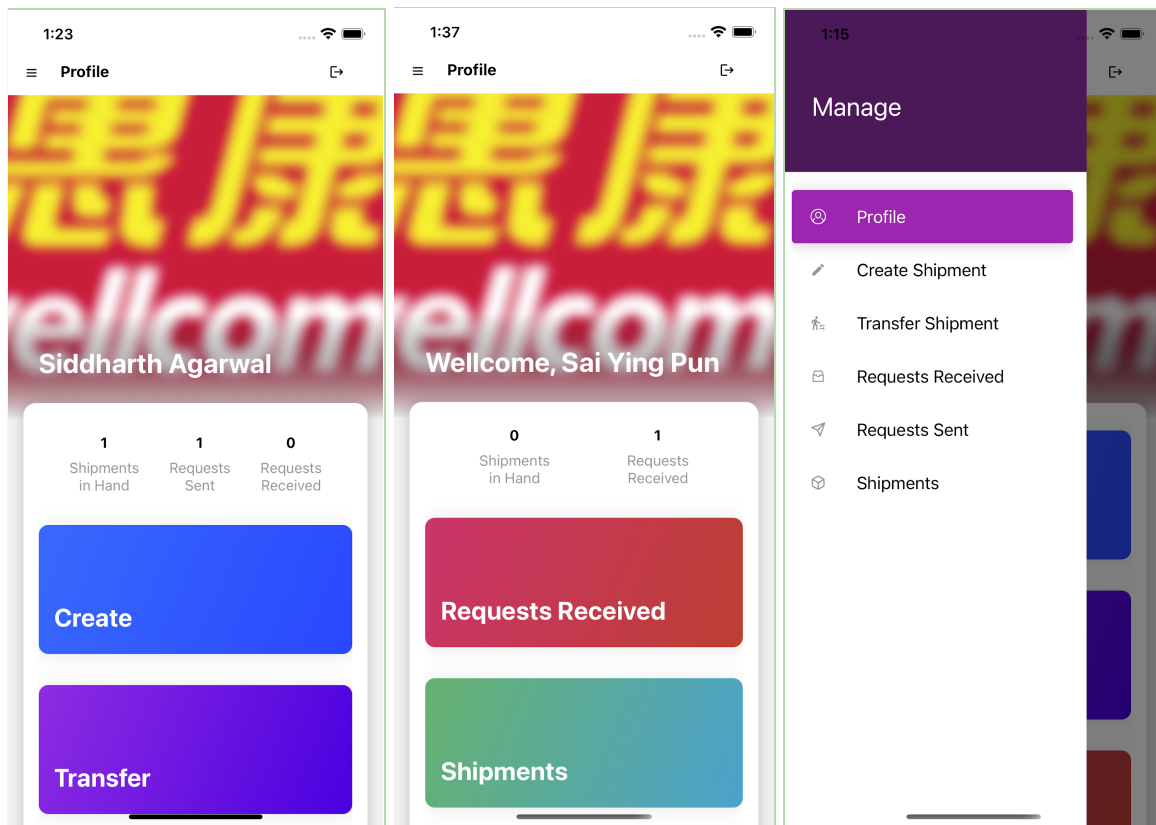 1:23
Profile
惠康
wellcome
Siddharth Agarwal
1 1 0
Shipments Requests Requests
in Hand Sent Received
Create
Transfer
1:37
Profile
惠康
wellcome
Wellcome, Sai Ying Pun
0 1
Shipments Requests
in Hand Received
Requests Received
Shipments
1:15
Manage
Profile
Create Shipment
Transfer Shipment
Requests Received
Requests Sent
Shipments